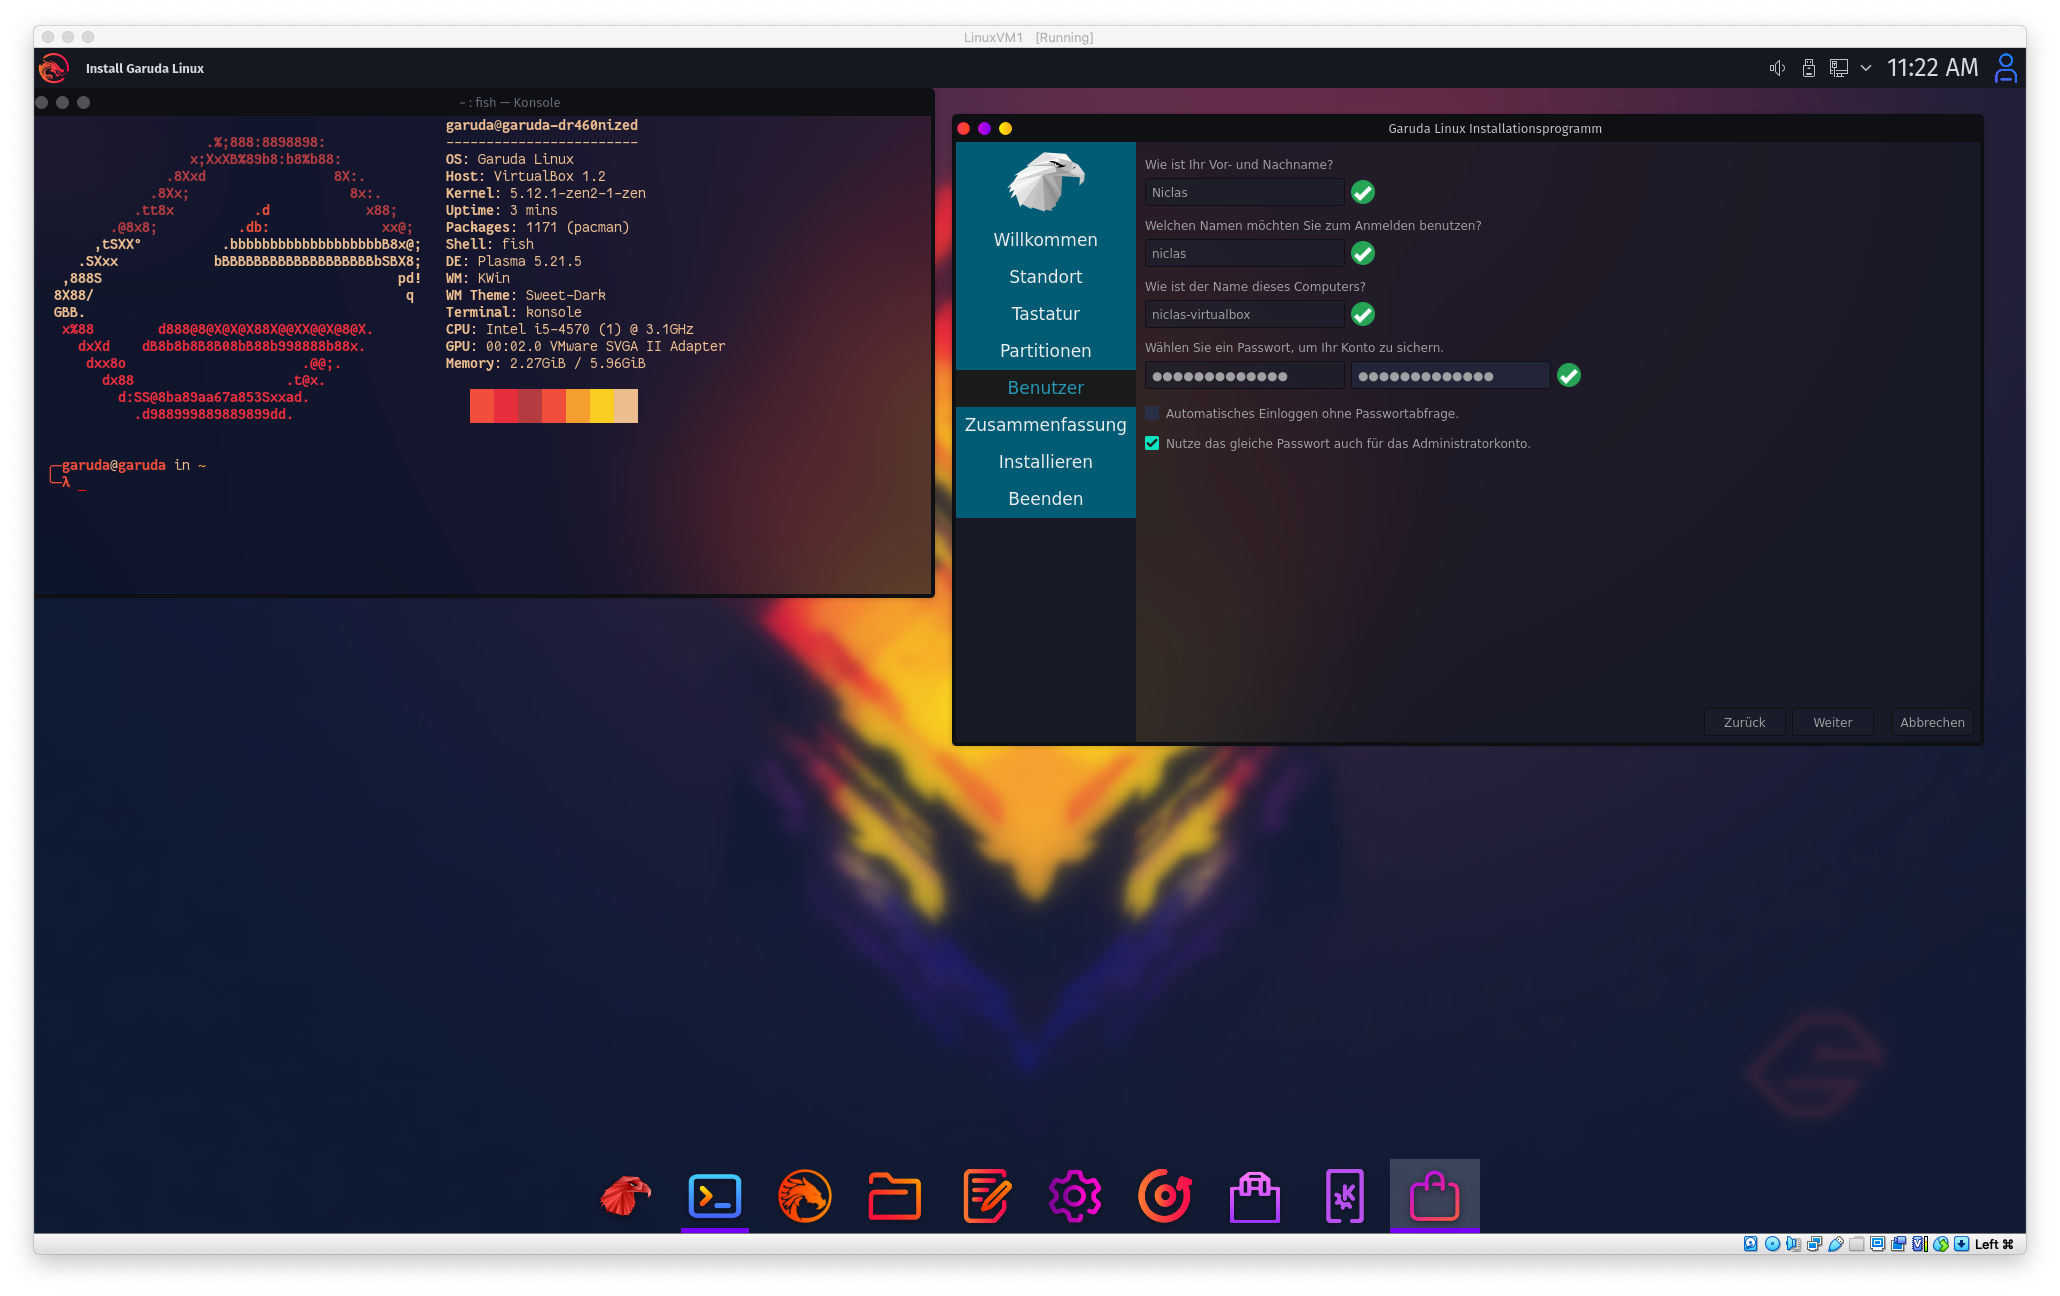 LinuxVM1 [Running]
Install Garuda Linux
11:22 AM
~ : fish — Konsole
garuda@garuda-dr460nized
------------------------
OS: Garuda Linux
Host: VirtualBox 1.2
Kernel: 5.12.1-zen2-1-zen
Uptime: 3 mins
Packages: 1171 (pacman)
Shell: fish
DE: Plasma 5.21.5
WM: KWin
WM Theme: Sweet-Dark
Terminal: konsole
CPU: Intel i5-4570 (1) @ 3.1GHz
GPU: 00:02.0 VMware SVGA II Adapter
Memory: 2.27GiB / 5.96GiB
.%;888:8898898:
x;XxXB%89b8:b8%b88:
.8Xxd 8X:.
.8Xx; 8x:.
.tt8x .d x88;
.@8x8; .db: xx@;
,tSXX° .bbbbbbbbbbbbbbbbbbbB8x@;
.SXxx bBBBBBBBBBBBBBBBBBBBbSBX8;
,888S pd!
8X88/ q
GBB.
x%88 d888@8@X@X@X88X@@XX@@X@8@X.
dxXd dB8b8b8B8B08bB88b998888b88x.
dxx8o .@@;.
dx88 .t@x.
d:SS@8ba89aa67a853Sxxad.
.d988999889889899dd.
garuda@garuda in ~
λ _
Garuda Linux Installationsprogramm
Willkommen
Standort
Tastatur
Partitionen
Benutzer
Zusammenfassung
Installieren
Beenden
Wie ist Ihr Vor- und Nachname?
Niclas
Welchen Namen möchten Sie zum Anmelden benutzen?
niclas
Wie ist der Name dieses Computers?
niclas-virtualbox
Wählen Sie ein Passwort, um Ihr Konto zu sichern.
●●●●●●●●●●●●● ●●●●●●●●●●●●●
Automatisches Einloggen ohne Passwortabfrage.
Nutze das gleiche Passwort auch für das Administratorkonto.
Zurück Weiter Abbrechen
Left ⌘